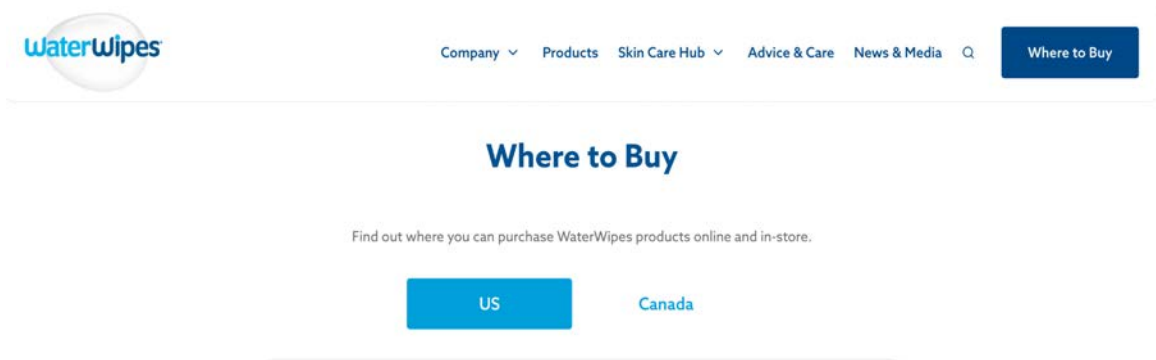 WaterWipes
Company Products Skin Care Hub Advice & Care News & Media Where to Buy
Where to Buy
Find out where you can purchase WaterWipes products online and in-store.
US Canada